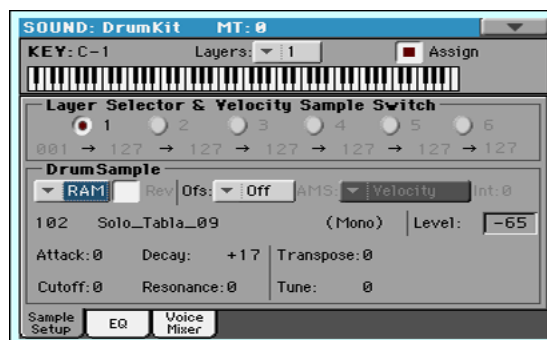 SOUND: DrumKit MT: 0
KEY: C-1 Layers: 1 Assign
Layer Selector & Velocity Sample Switch
1 2 3 4 5 6
001 → 127 → 127 → 127 → 127 → 127 → 127
DrumSample
RAM Rev Ofs: Off AMS: Velocity Int:0
102 Solo_Tabla_09 (Mono) Level: -65
Attack:0 Decay: +17 Transpose:0
Cutoff:0 Resonance:0 Tune: 0
Sample Setup EQ Voice Mixer